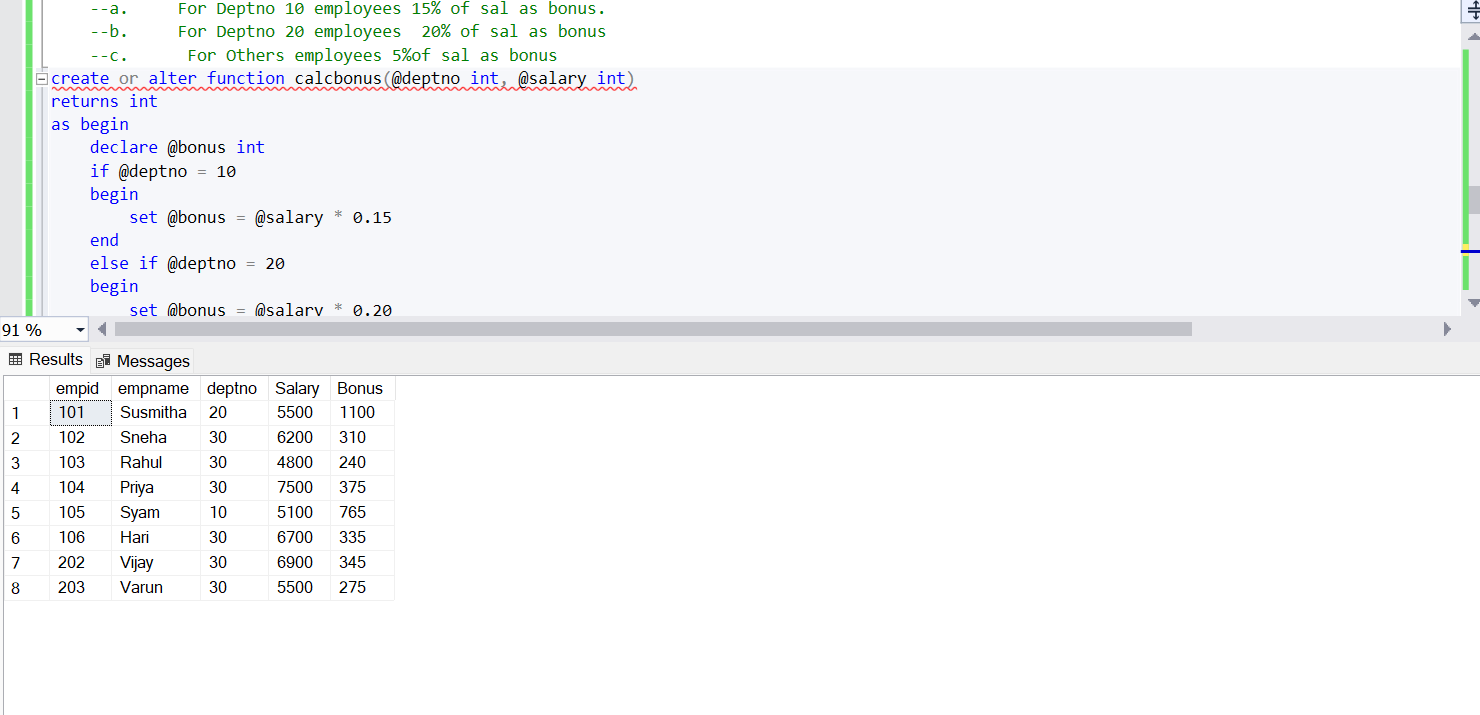 --a. For Deptno 10 employees 15% of sal as bonus.
--b. For Deptno 20 employees 20% of sal as bonus
--c. For Others employees 5%of sal as bonus
create or alter function calcbonus(@deptno int, @salary int)
returns int
as begin
declare @bonus int
if @deptno = 10
begin
set @bonus = @salary * 0.15
end
else if @deptno = 20
begin
set @bonus = @salary * 0.20
91 %
Results Messages
empid empname deptno Salary Bonus
1 101 Susmitha 20 5500 1100
2 102 Sneha 30 6200 310
3 103 Rahul 30 4800 240
4 104 Priya 30 7500 375
5 105 Syam 10 5100 765
6 106 Hari 30 6700 335
7 202 Vijay 30 6900 345
8 203 Varun 30 5500 275